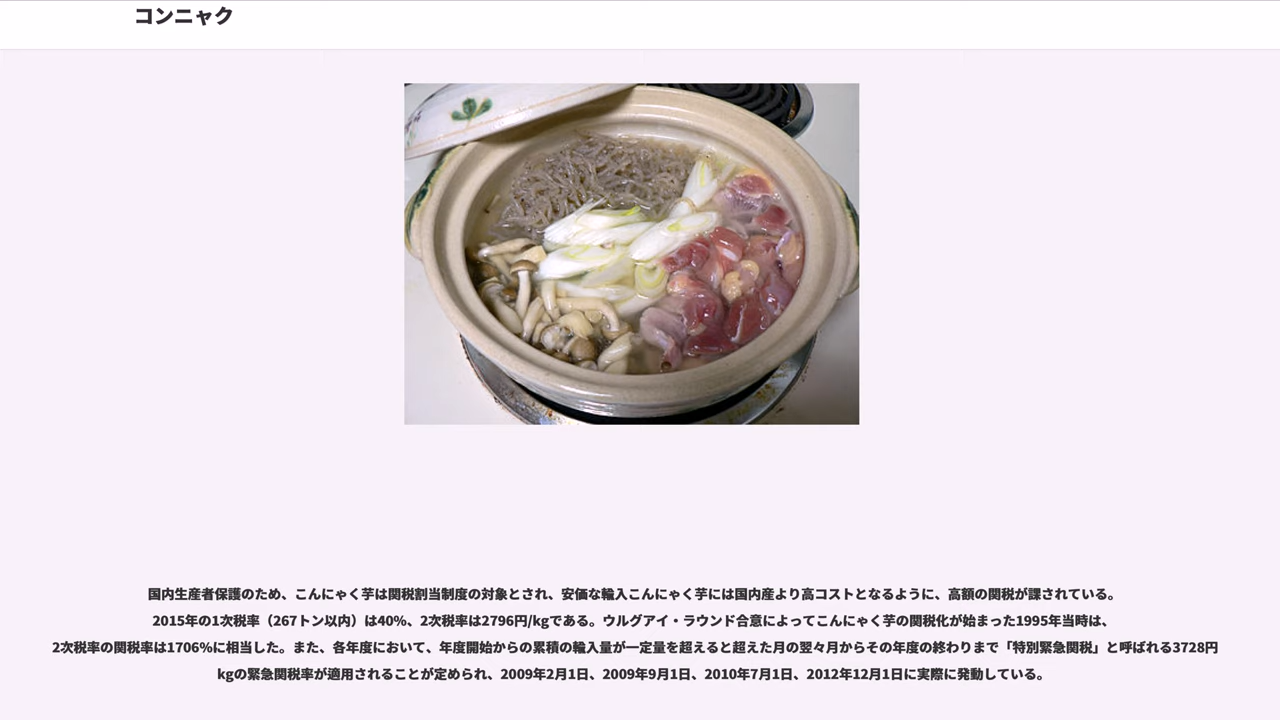 コンニャク
国内生産者保護のため、こんにゃく芋は関税割当制度の対象とされ、安価な輸入こんにゃく芋には国内産より高コストとなるように、高額の関税が課されている。
2015年の1次税率（267トン以内）は40%、2次税率は2796円/kgである。ウルグアイ・ラウンド合意によってこんにゃく芋の関税化が始まった1995年当時は、
2次税率の関税率は1706%に相当した。また、各年度において、年度開始からの累積の輸入量が一定量を超えると超えた月の翌々月からその年度の終わりまで「特別緊急関税」と呼ばれる3728円
kgの緊急関税率が適用されることが定められ、2009年2月1日、2009年9月1日、2010年7月1日、2012年12月1日に実際に発動している。